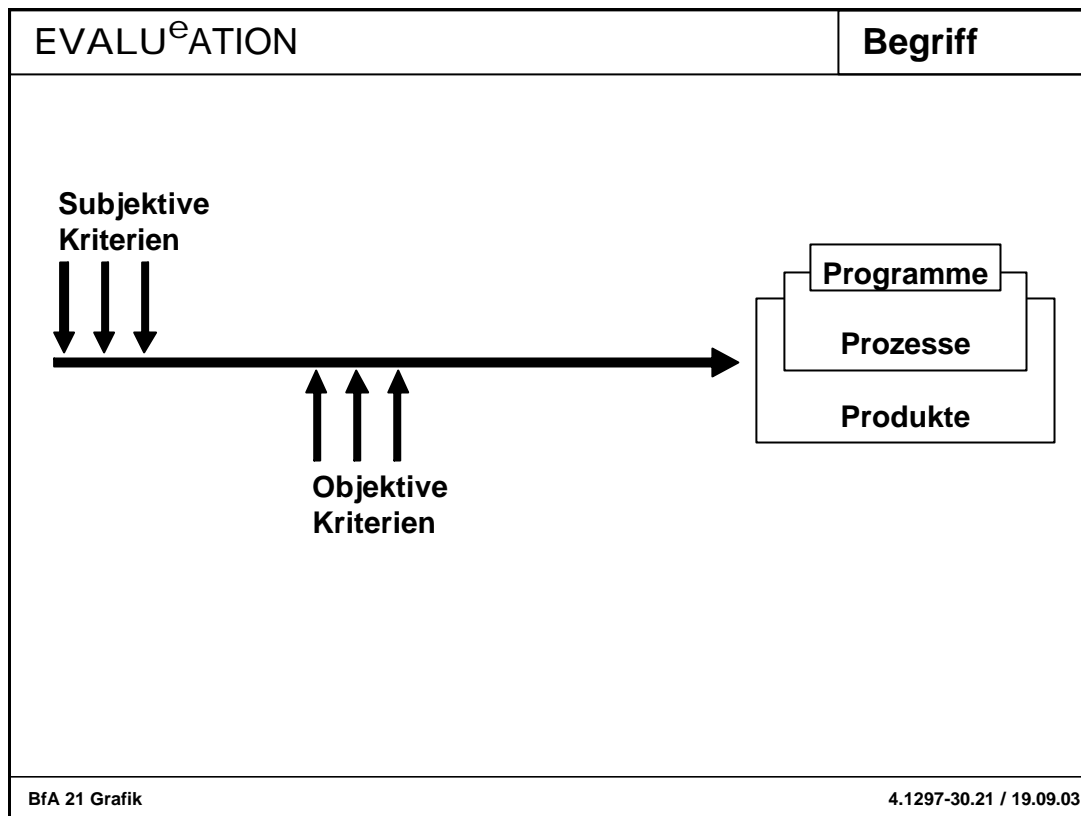 EVALUᵉATION
Begriff
Subjektive
Kriterien
Programme
Prozesse
Produkte
Objektive
Kriterien
BfA 21 Grafik
4.1297-30.21 / 19.09.03